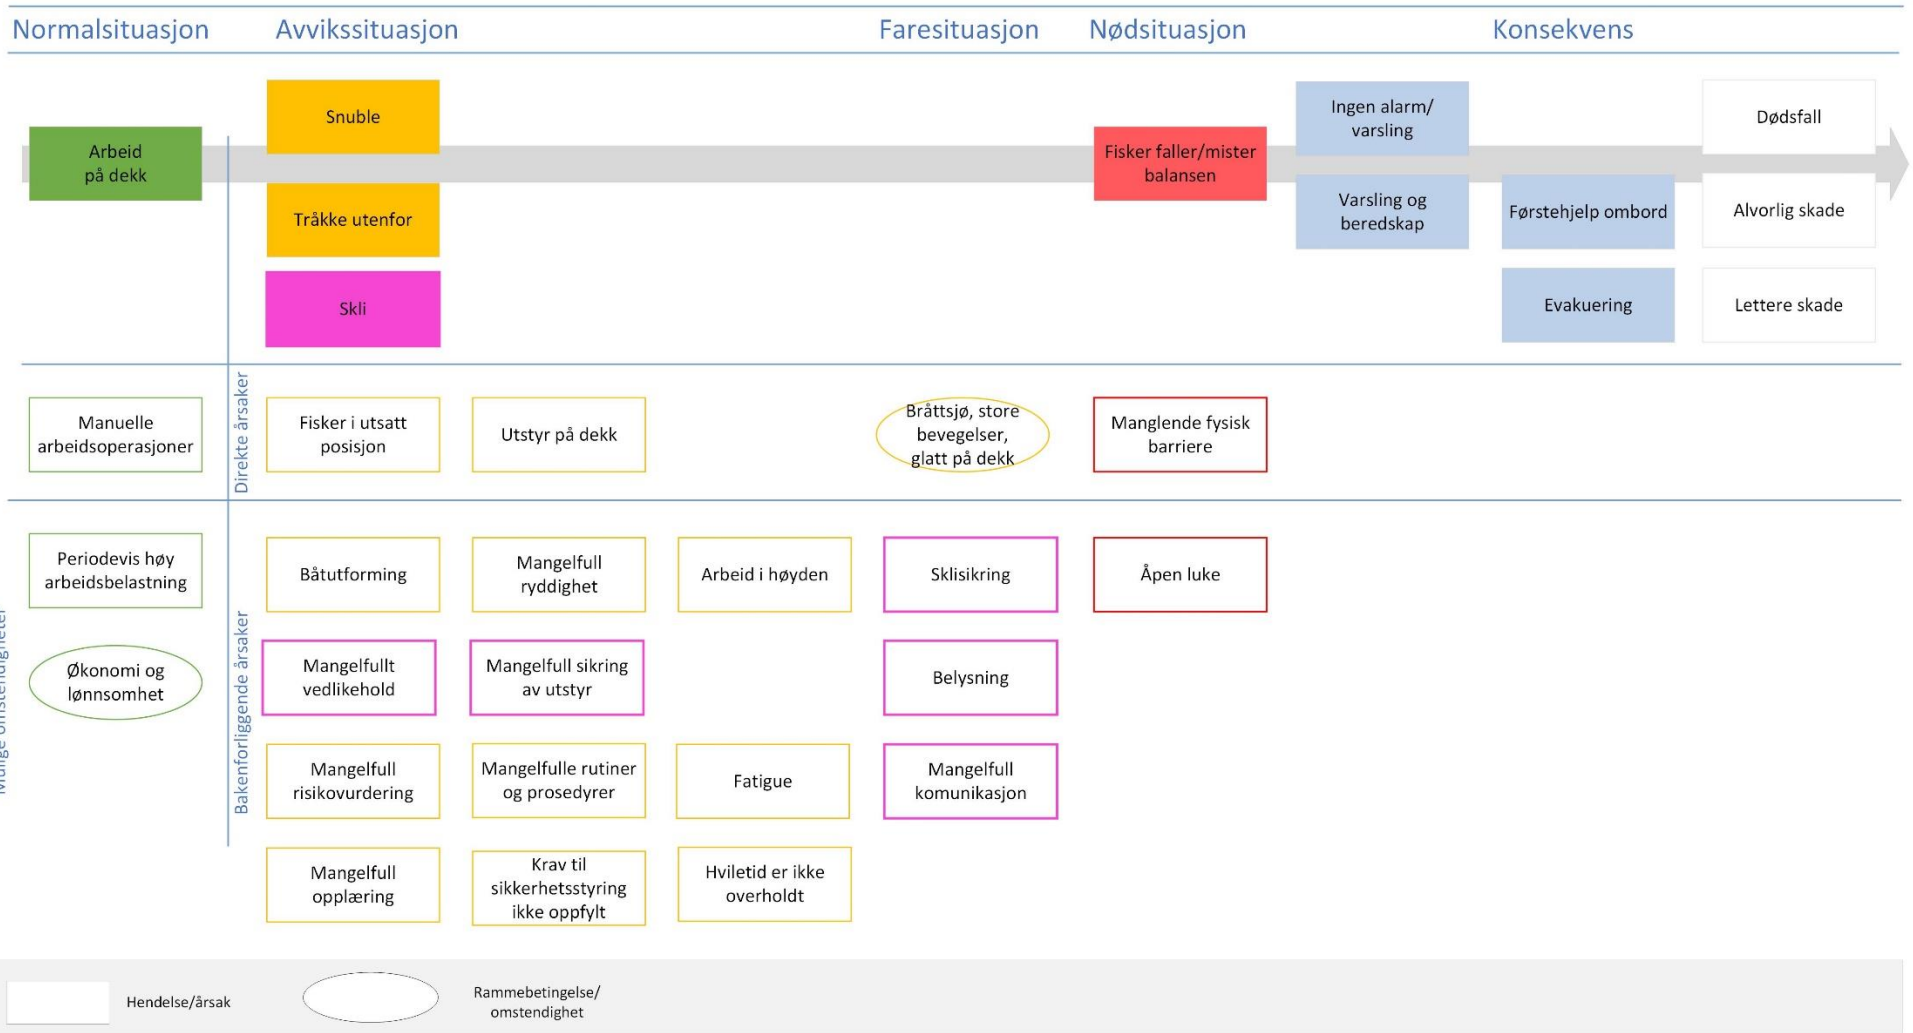 Normalsituasjon
Avvikssituasjon
Faresituasjon
Nødsituasjon
Konsekvens
Arbeid
på dekk
Snuble
Tråkke utenfor
Skli
Fisker faller/mister
balansen
Ingen alarm/
varsling
Varsling og
beredskap
Førstehjelp ombord
Evakuering
Dødsfall
Alvorlig skade
Lettere skade
Direkte årsaker
Manuelle
arbeidsoperasjoner
Fisker i utsatt
posisjon
Utstyr på dekk
Bråttsjø, store
bevegelser,
glatt på dekk
Manglende fysisk
barriere
Mulige omstendigheter
Bakenforliggende årsaker
Periodevis høy
arbeidsbelastning
Båtutforming
Mangelfull
ryddighet
Arbeid i høyden
Sklisikring
Åpen luke
Økonomi og
lønnsomhet
Mangelfullt
vedlikehold
Mangelfull sikring
av utstyr
Belysning
Mangelfull
risikovurdering
Mangelfulle rutiner
og prosedyrer
Fatigue
Mangelfull
komunikasjon
Mangelfull
opplæring
Krav til
sikkerhetsstyring
ikke oppfylt
Hviletid er ikke
overholdt
Hendelse/årsak
Rammebetingelse/
omstendighet